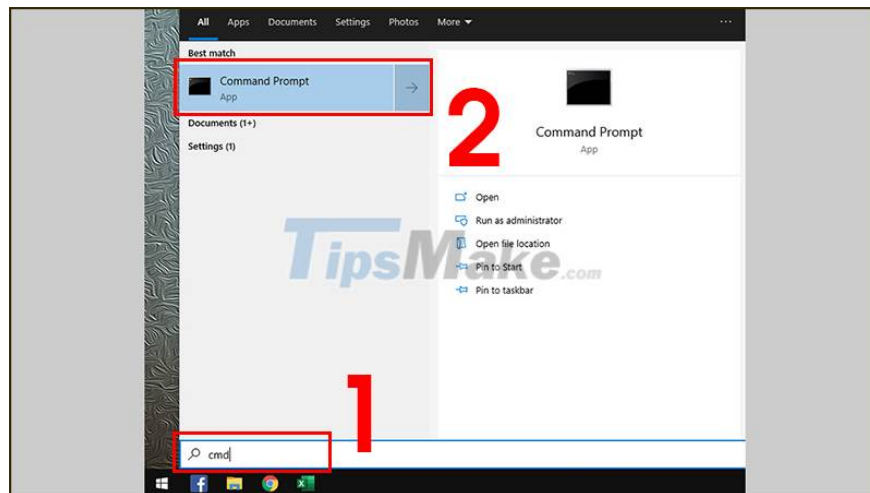 All Apps Documents Settings Photos More
...
Best match
Command Prompt
App
Documents (1+)
Settings (1)
2
Command Prompt
App
Open
Run as administrator
Open file location
Pin to Start
Pin to taskbar
TipsMake.com
1
cmd